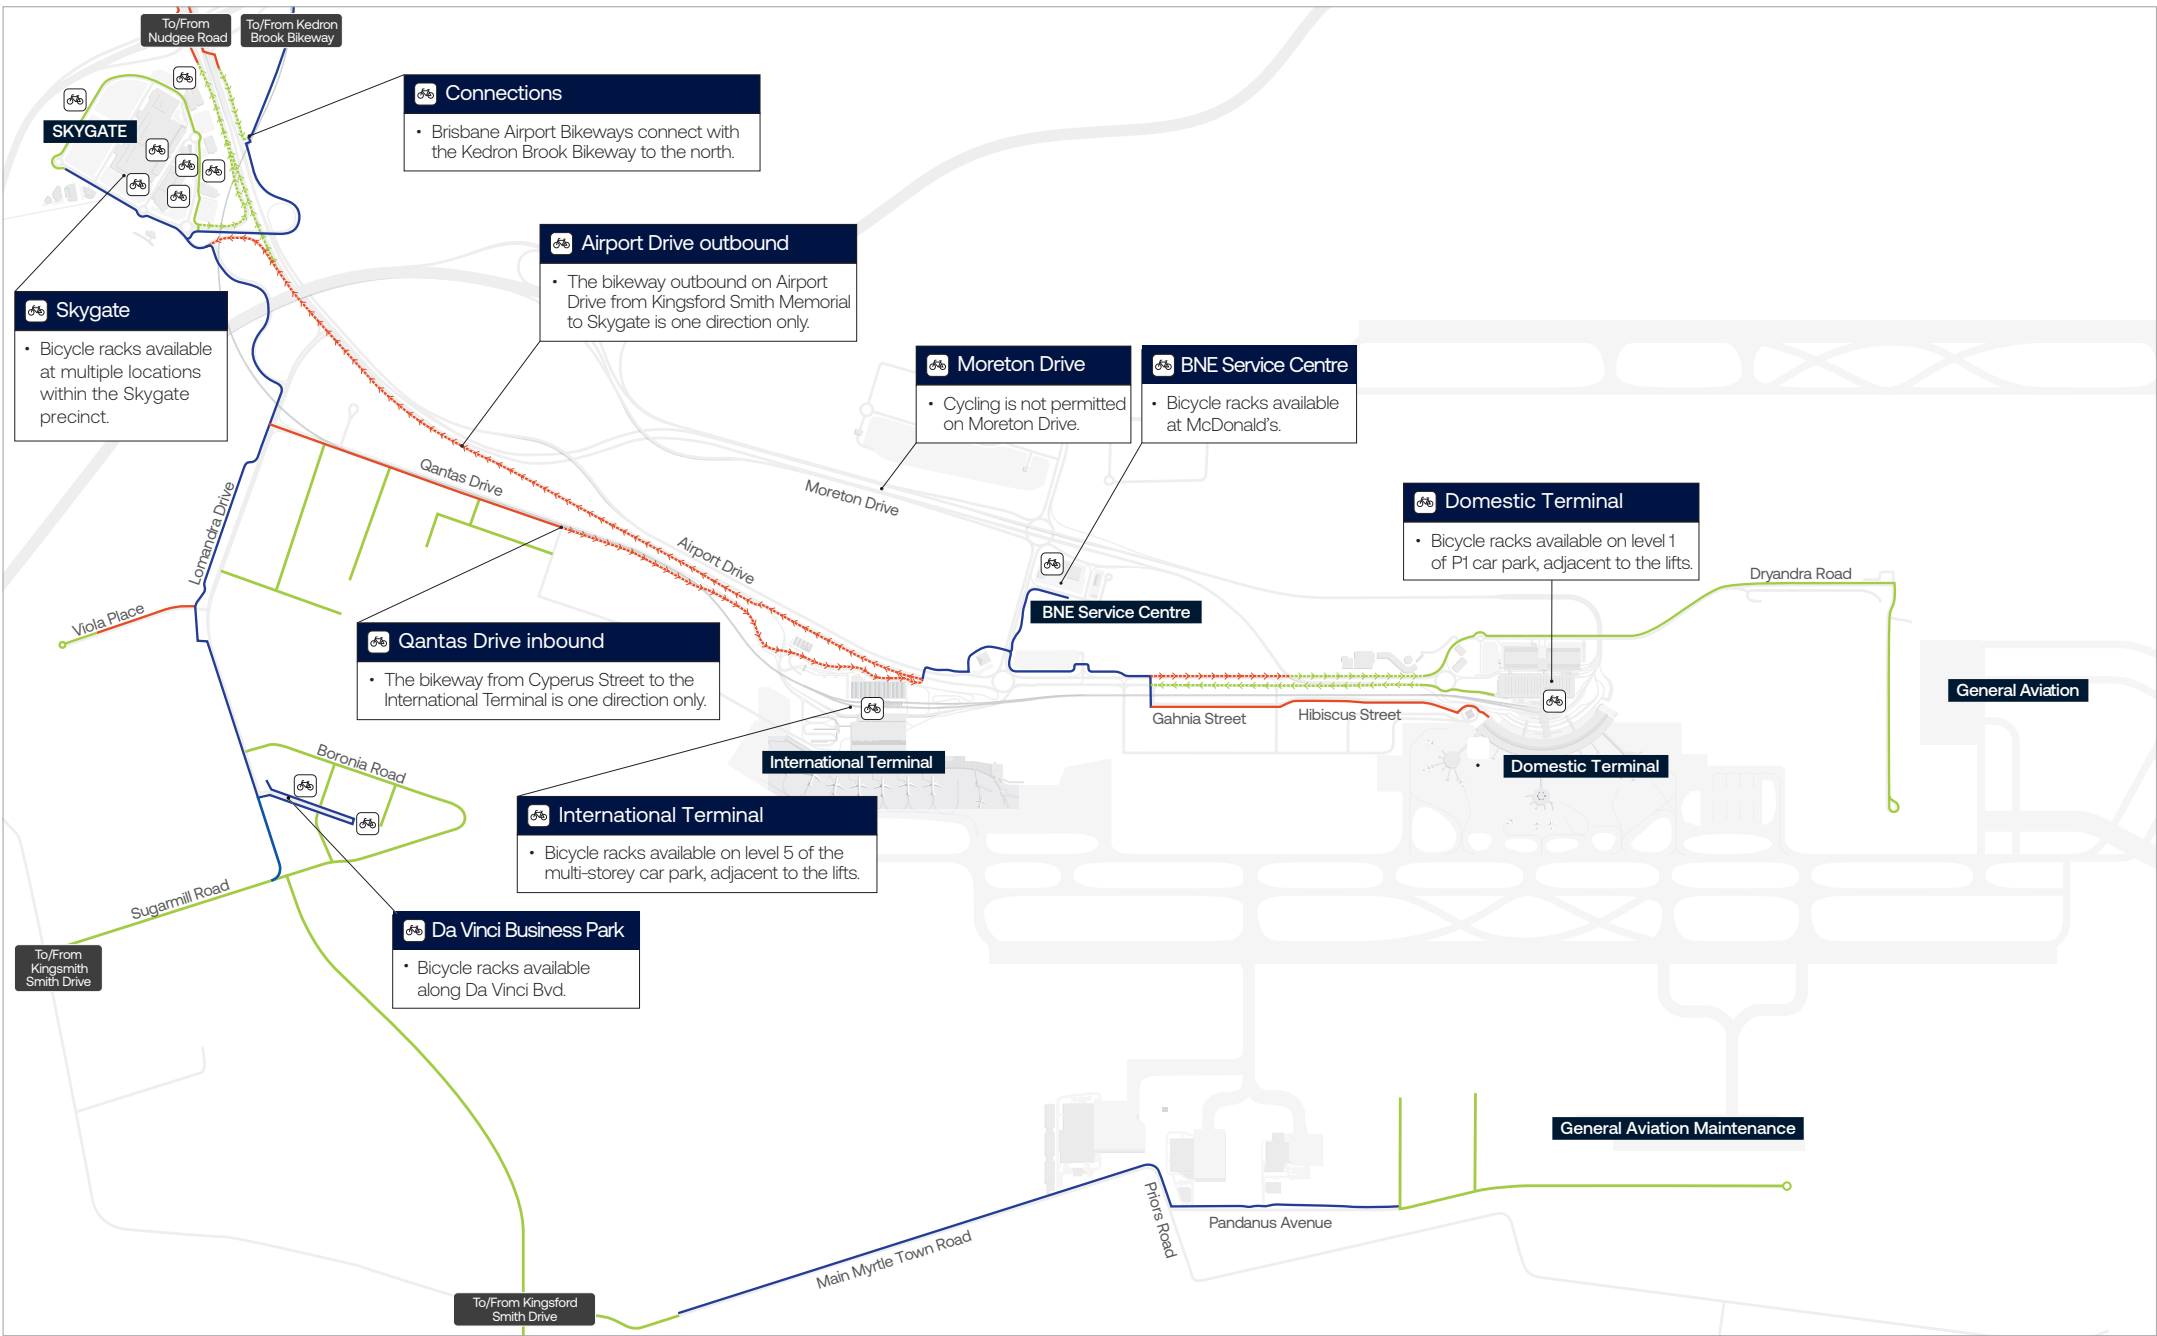 To/From
Nudgee Road
To/From Kedron
Brook Bikeway
Connections
• Brisbane Airport Bikeways connect with
the Kedron Brook Bikeway to the north.
SKYGATE
Airport Drive outbound
• The bikeway outbound on Airport
Drive from Kingsford Smith Memorial
to Skygate is one direction only.
Skygate
• Bicycle racks available
at multiple locations
within the Skygate
precinct.
Moreton Drive
• Cycling is not permitted
on Moreton Drive.
BNE Service Centre
• Bicycle racks available
at McDonald's.
Qantas Drive
Moreton Drive
Lomandra Drive
Airport Drive
Domestic Terminal
• Bicycle racks available on level 1
of P1 car park, adjacent to the lifts.
Dryandra Road
BNE Service Centre
Viola Place
Qantas Drive inbound
• The bikeway from Cyperus Street to the
International Terminal is one direction only.
General Aviation
Gahnia Street
Hibiscus Street
International Terminal
Domestic Terminal
Boronia Road
International Terminal
• Bicycle racks available on level 5 of the
multi-storey car park, adjacent to the lifts.
Sugarmill Road
Da Vinci Business Park
• Bicycle racks available
along Da Vinci Bvd.
To/From
Kingsmith
Smith Drive
General Aviation Maintenance
Priors Road
Pandanus Avenue
Main Myrtle Town Road
To/From Kingsford
Smith Drive